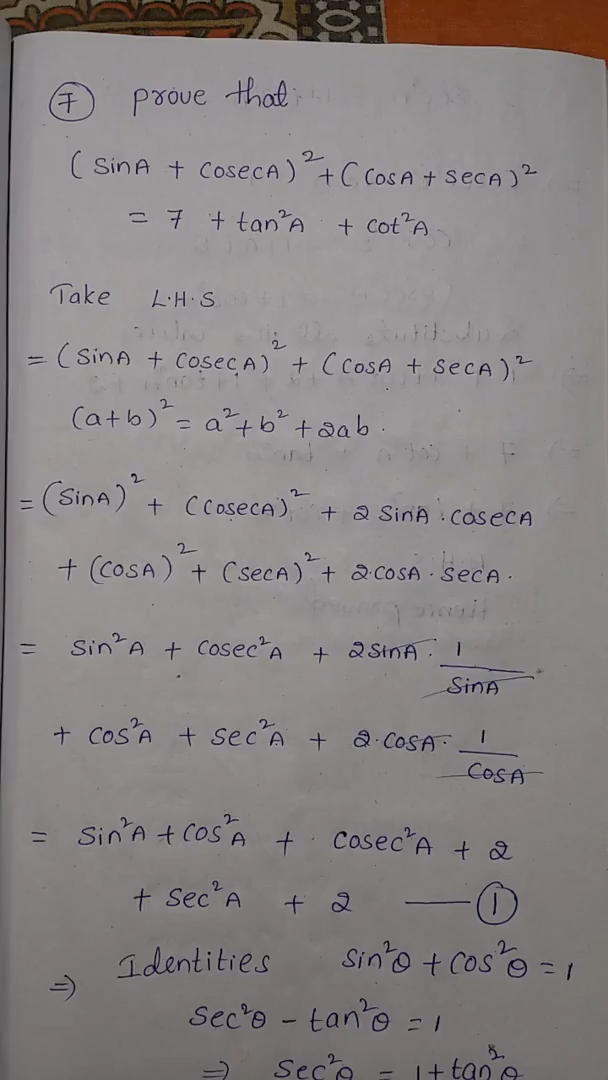 ⑦ prove that
(sinA + cosecA)² + (cosA + secA)²
= 7 + tan²A + cot²A
Take L.H.S
= (sinA + cosecA)² + (cosA + secA)²
(a+b)² = a² + b² + 2ab.
= (sinA)² + (cosecA)² + 2 sinA · cosecA
+ (cosA)² + (secA)² + 2·cosA · secA.
= sin²A + cosec²A + 2 sinA · 1/sinA
+ cos²A + sec²A + 2·cosA · 1/cosA
= sin²A + cos²A + cosec²A + 2
+ sec²A + 2 —— ①
⇒ Identities sin²θ + cos²θ = 1
sec²θ - tan²θ = 1
⇒ sec²θ = 1 + tan²θ